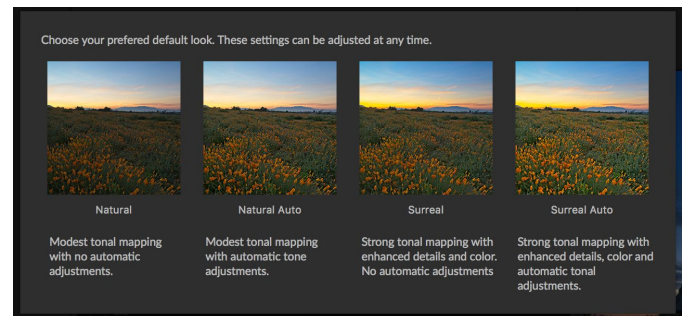 Choose your prefered default look. These settings can be adjusted at any time.
Natural
Natural Auto
Surreal
Surreal Auto
Modest tonal mapping
with no automatic
adjustments.
Modest tonal mapping
with automatic tone
adjustments.
Strong tonal mapping with
enhanced details and color.
No automatic adjustments
Strong tonal mapping with
enhanced details, color and
automatic tonal
adjustments.